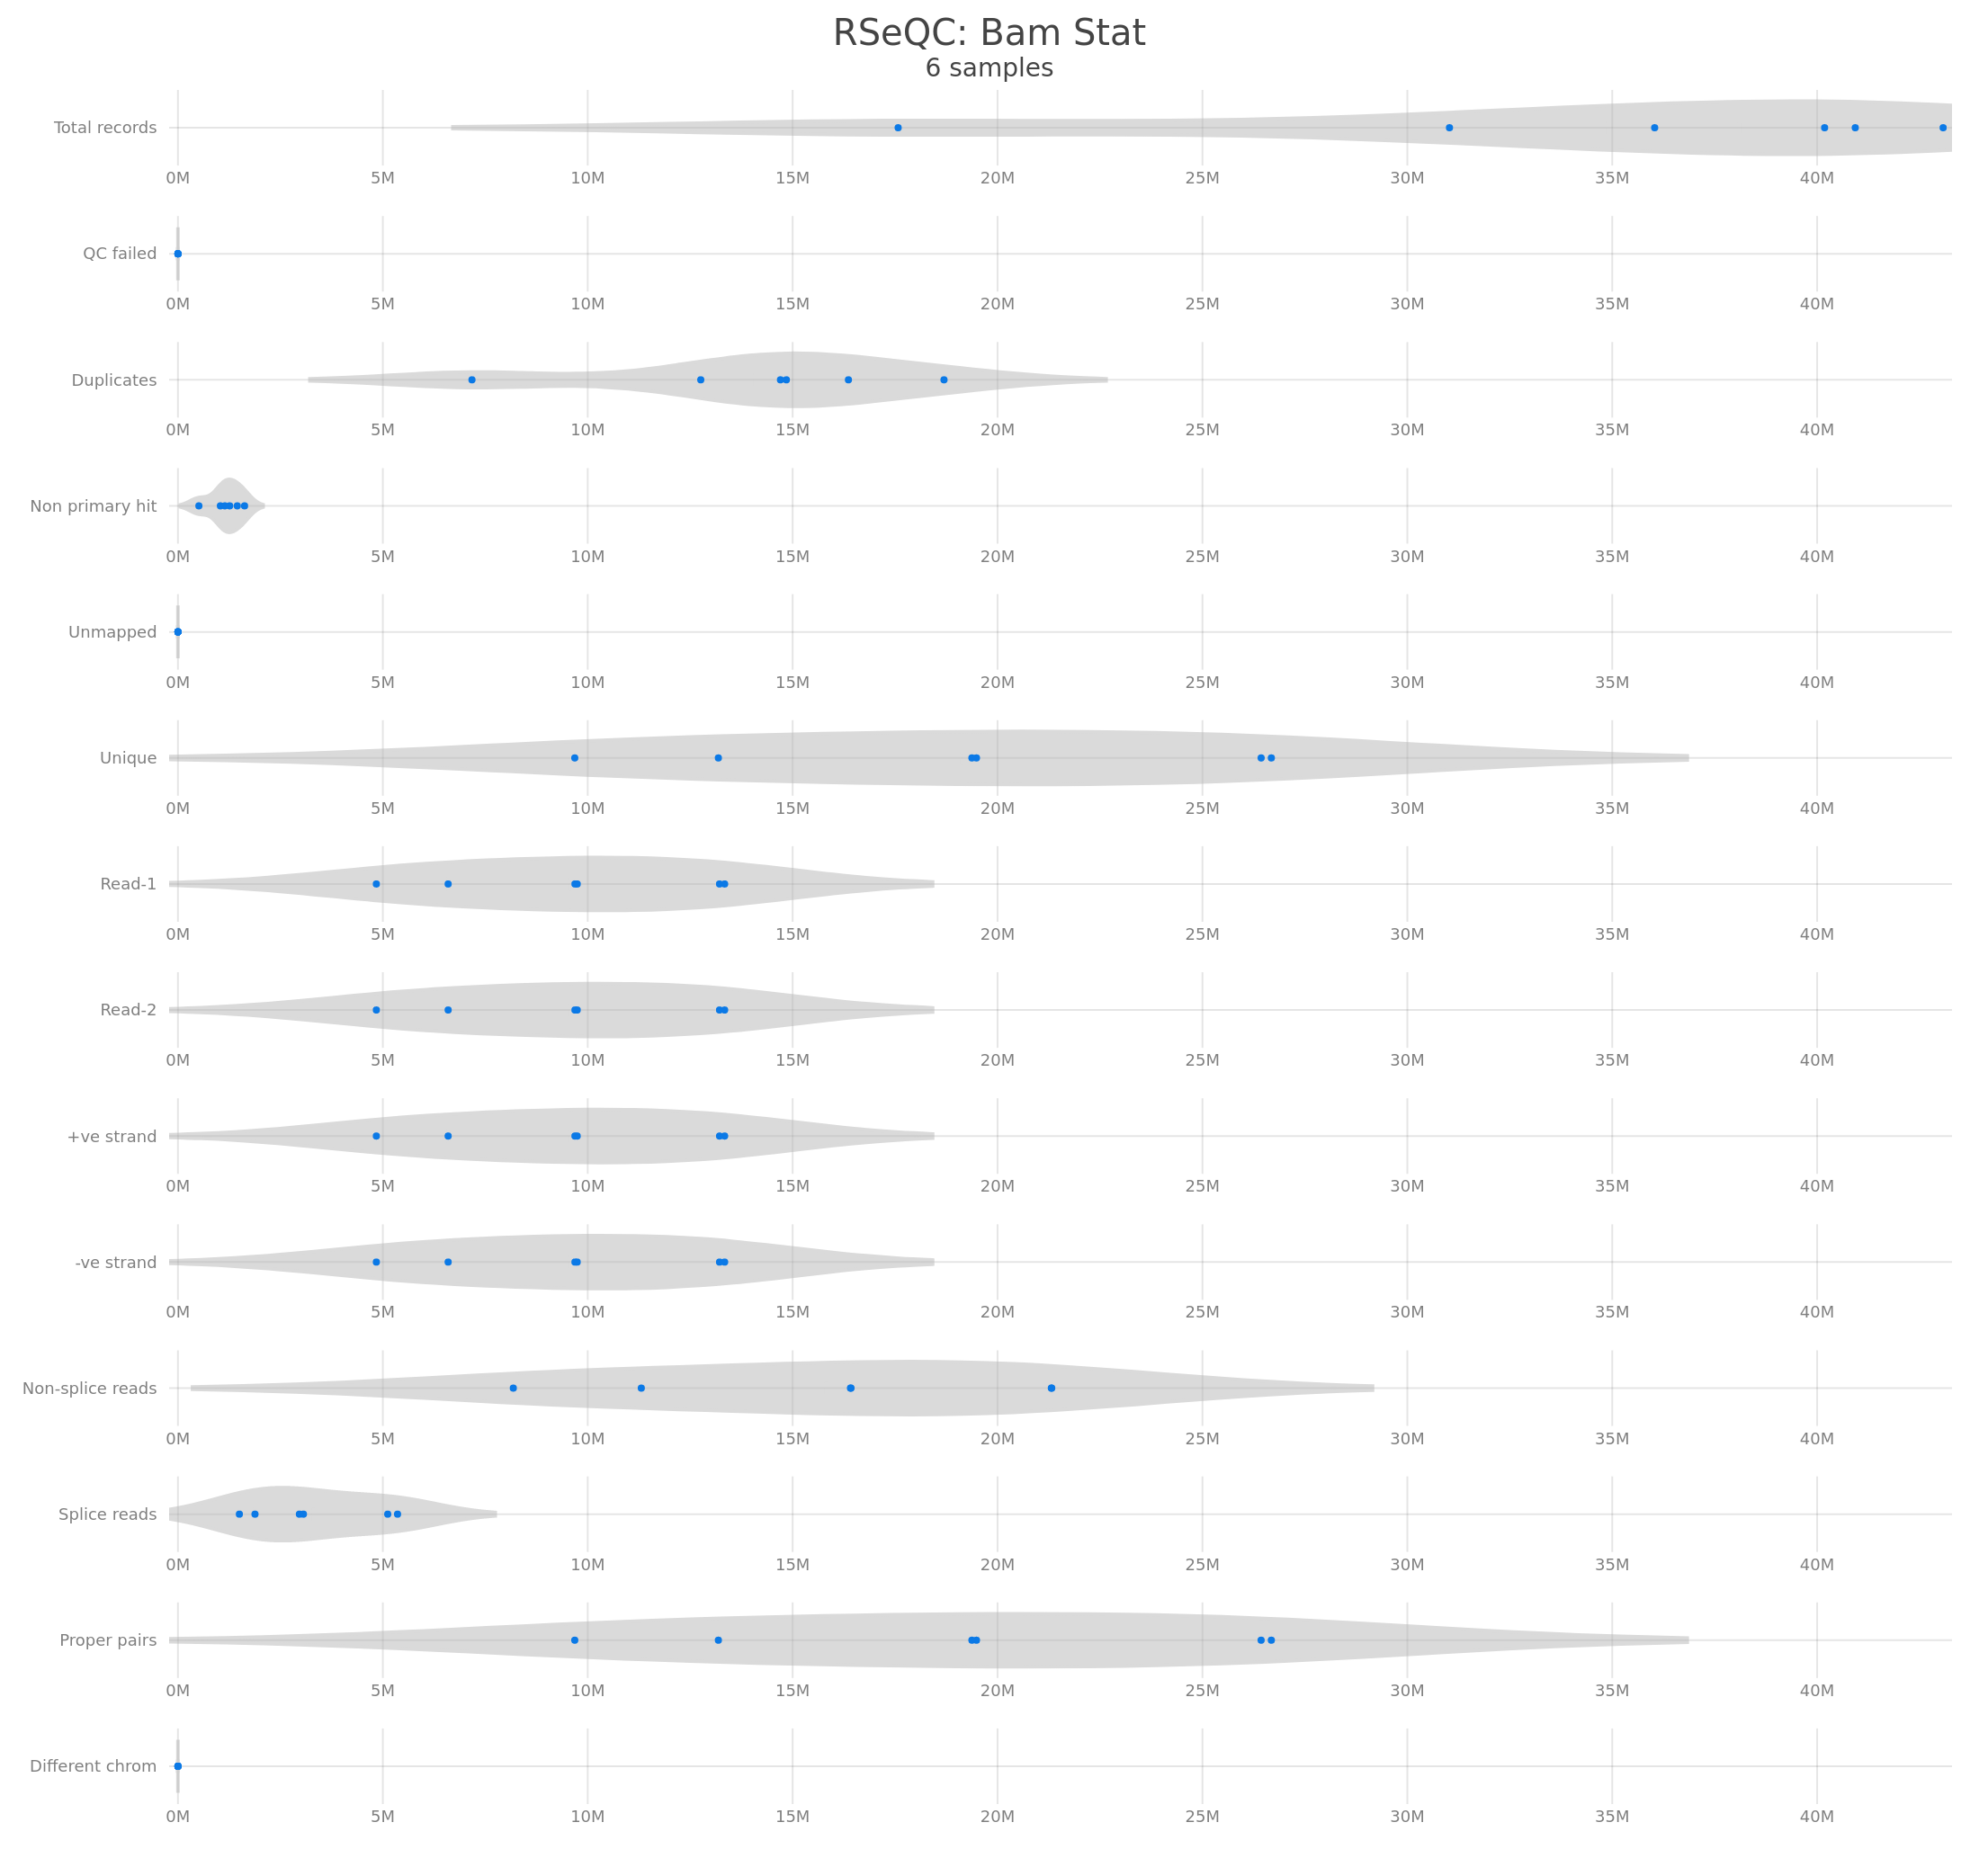 RSeQC: Bam Stat
6 samples
Total records
0M 5M 10M 15M 20M 25M 30M 35M 40M
QC failed
0M 5M 10M 15M 20M 25M 30M 35M 40M
Duplicates
0M 5M 10M 15M 20M 25M 30M 35M 40M
Non primary hit
0M 5M 10M 15M 20M 25M 30M 35M 40M
Unmapped
0M 5M 10M 15M 20M 25M 30M 35M 40M
Unique
0M 5M 10M 15M 20M 25M 30M 35M 40M
Read-1
0M 5M 10M 15M 20M 25M 30M 35M 40M
Read-2
0M 5M 10M 15M 20M 25M 30M 35M 40M
+ve strand
0M 5M 10M 15M 20M 25M 30M 35M 40M
-ve strand
0M 5M 10M 15M 20M 25M 30M 35M 40M
Non-splice reads
0M 5M 10M 15M 20M 25M 30M 35M 40M
Splice reads
0M 5M 10M 15M 20M 25M 30M 35M 40M
Proper pairs
0M 5M 10M 15M 20M 25M 30M 35M 40M
Different chrom
0M 5M 10M 15M 20M 25M 30M 35M 40M